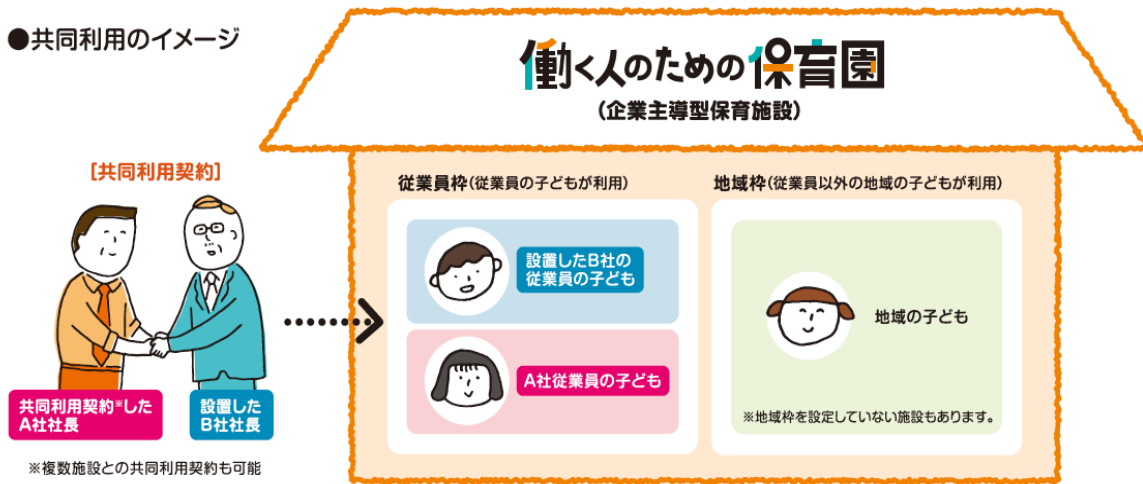 ●共同利用のイメージ
働く人のための保育園
(企業主導型保育施設)
[共同利用契約]
共同利用契約※した
A社社長
設置した
B社社長
※複数施設との共同利用契約も可能
従業員枠(従業員の子どもが利用)
設置したB社の
従業員の子ども
A社従業員の子ども
地域枠(従業員以外の地域の子どもが利用)
地域の子ども
※地域枠を設定していない施設もあります。